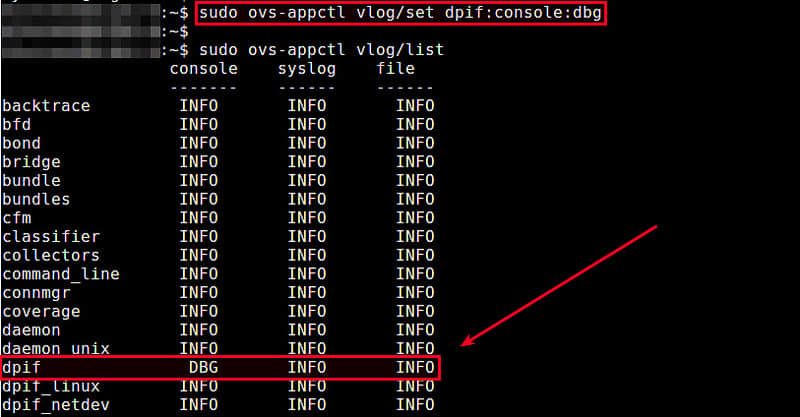 :~$ sudo ovs-appctl vlog/set dpif:console:dbg
:~$
:~$ sudo ovs-appctl vlog/list
console syslog file
------- ------ ------
backtrace INFO INFO INFO
bfd INFO INFO INFO
bond INFO INFO INFO
bridge INFO INFO INFO
bundle INFO INFO INFO
bundles INFO INFO INFO
cfm INFO INFO INFO
classifier INFO INFO INFO
collectors INFO INFO INFO
command_line INFO INFO INFO
connmgr INFO INFO INFO
coverage INFO INFO INFO
daemon INFO INFO INFO
daemon_unix INFO INFO INFO
dpif DBG INFO INFO
dpif_linux INFO INFO INFO
dpif_netdev INFO INFO INFO